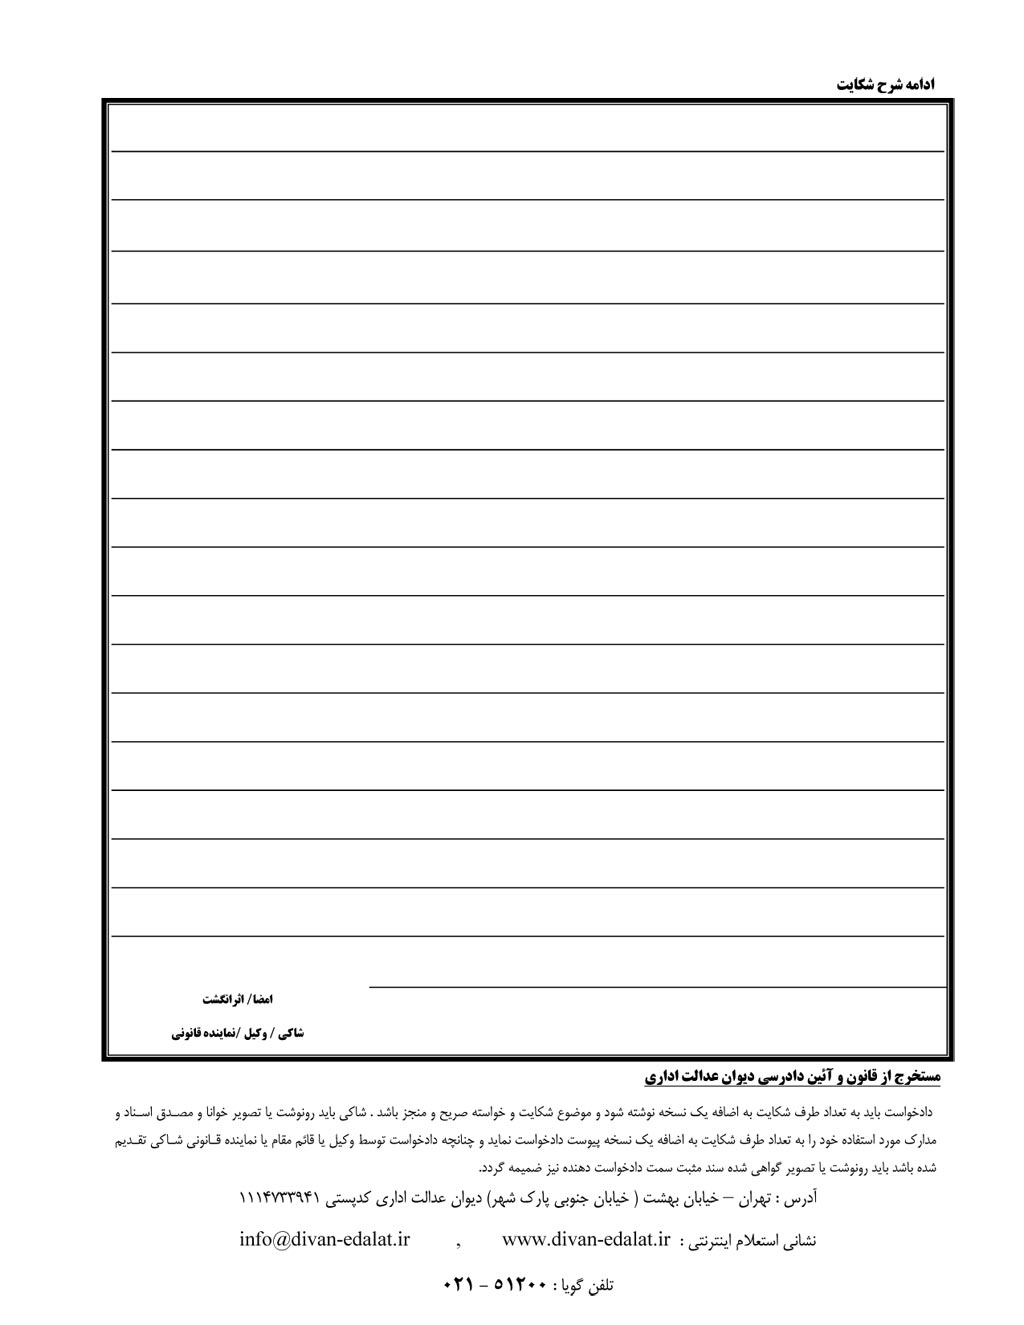 ادامه شرح شکایت
امضا/ اثرانگشت
شاکی / وکیل /نماینده قانونی
مستخرج از قانون و آئین دادرسی دیوان عدالت اداری
دادخواست باید به تعداد طرف شکایت به اضافه یک نسخه نوشته شود و موضوع شکایت و خواسته صریح و منجز باشد . شاکی باید رونوشت یا تصویر خوانا و مصـدق اسـناد و
مدارک مورد استفاده خود را به تعداد طرف شکایت به اضافه یک نسخه پیوست دادخواست نماید و چنانچه دادخواست توسط وکیل یا قائم مقام یا نماینده قـانونی شـاکی تقـدیم
شده باشد باید رونوشت یا تصویر گواهی شده سند مثبت سمت دادخواست دهنده نیز ضمیمه گردد.
آدرس : تهران – خیابان بهشت ( خیابان جنوبی پارک شهر) دیوان عدالت اداری کدپستی ۱۱۱۴۷۳۳۹۴۱
نشانی استعلام اینترنتی : www.divan-edalat.ir , info@divan-edalat.ir
تلفن گویا : ۵۱۲۰۰ – ۰۲۱